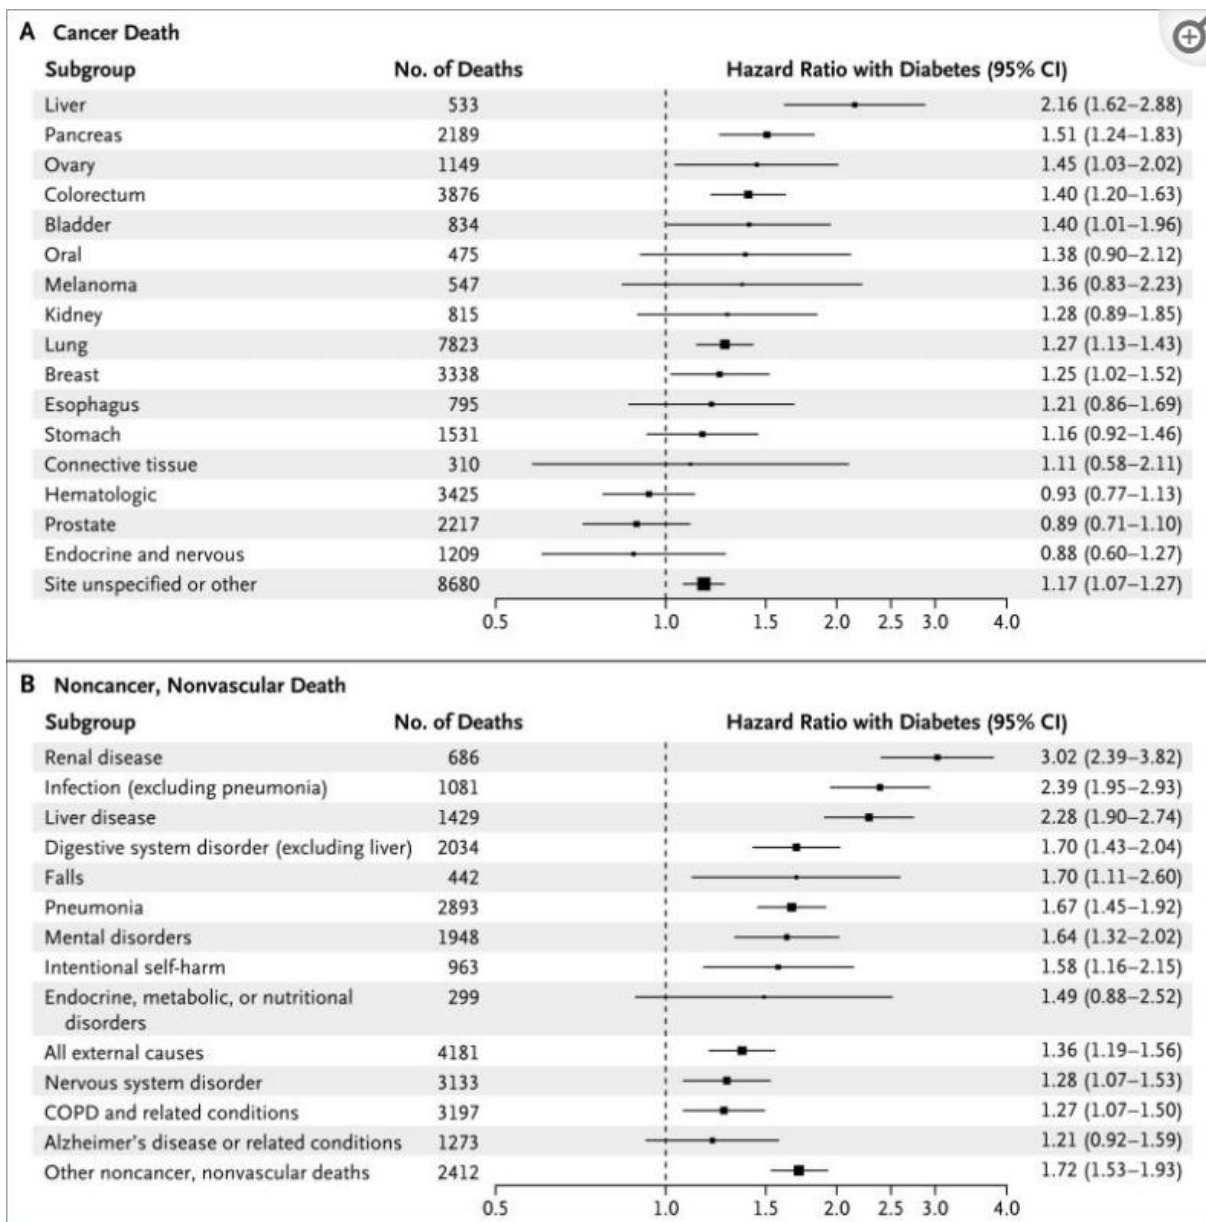 A Cancer Death
Subgroup No. of Deaths Hazard Ratio with Diabetes (95% CI)
Liver 533 2.16 (1.62–2.88)
Pancreas 2189 1.51 (1.24–1.83)
Ovary 1149 1.45 (1.03–2.02)
Colorectum 3876 1.40 (1.20–1.63)
Bladder 834 1.40 (1.01–1.96)
Oral 475 1.38 (0.90–2.12)
Melanoma 547 1.36 (0.83–2.23)
Kidney 815 1.28 (0.89–1.85)
Lung 7823 1.27 (1.13–1.43)
Breast 3338 1.25 (1.02–1.52)
Esophagus 795 1.21 (0.86–1.69)
Stomach 1531 1.16 (0.92–1.46)
Connective tissue 310 1.11 (0.58–2.11)
Hematologic 3425 0.93 (0.77–1.13)
Prostate 2217 0.89 (0.71–1.10)
Endocrine and nervous 1209 0.88 (0.60–1.27)
Site unspecified or other 8680 1.17 (1.07–1.27)
0.5 1.0 1.5 2.0 2.5 3.0 4.0
B Noncancer, Nonvascular Death
Subgroup No. of Deaths Hazard Ratio with Diabetes (95% CI)
Renal disease 686 3.02 (2.39–3.82)
Infection (excluding pneumonia) 1081 2.39 (1.95–2.93)
Liver disease 1429 2.28 (1.90–2.74)
Digestive system disorder (excluding liver) 2034 1.70 (1.43–2.04)
Falls 442 1.70 (1.11–2.60)
Pneumonia 2893 1.67 (1.45–1.92)
Mental disorders 1948 1.64 (1.32–2.02)
Intentional self-harm 963 1.58 (1.16–2.15)
Endocrine, metabolic, or nutritional 299 1.49 (0.88–2.52)
disorders
All external causes 4181 1.36 (1.19–1.56)
Nervous system disorder 3133 1.28 (1.07–1.53)
COPD and related conditions 3197 1.27 (1.07–1.50)
Alzheimer's disease or related conditions 1273 1.21 (0.92–1.59)
Other noncancer, nonvascular deaths 2412 1.72 (1.53–1.93)
0.5 1.0 1.5 2.0 2.5 3.0 4.0